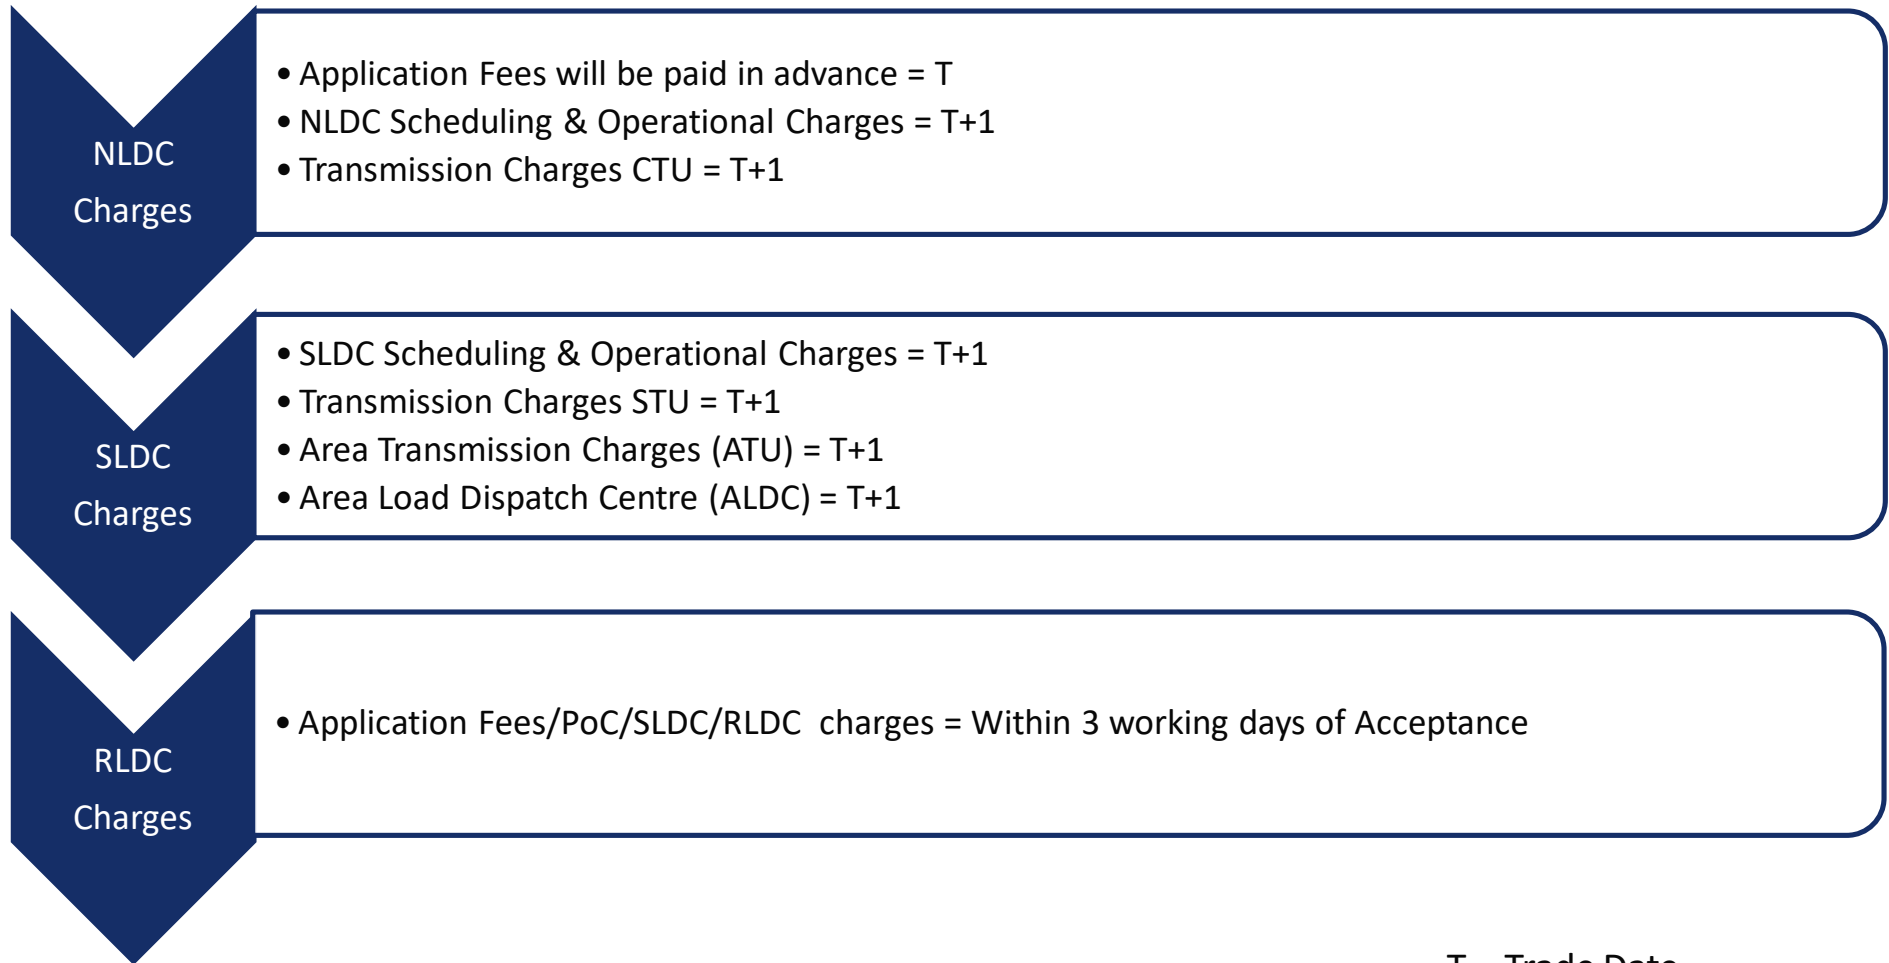 NLDC
Charges
• Application Fees will be paid in advance = T
• NLDC Scheduling & Operational Charges = T+1
• Transmission Charges CTU = T+1
SLDC
Charges
• SLDC Scheduling & Operational Charges = T+1
• Transmission Charges STU = T+1
• Area Transmission Charges (ATU) = T+1
• Area Load Dispatch Centre (ALDC) = T+1
RLDC
Charges
• Application Fees/PoC/SLDC/RLDC  charges = Within 3 working days of Acceptance
T – Trade Date